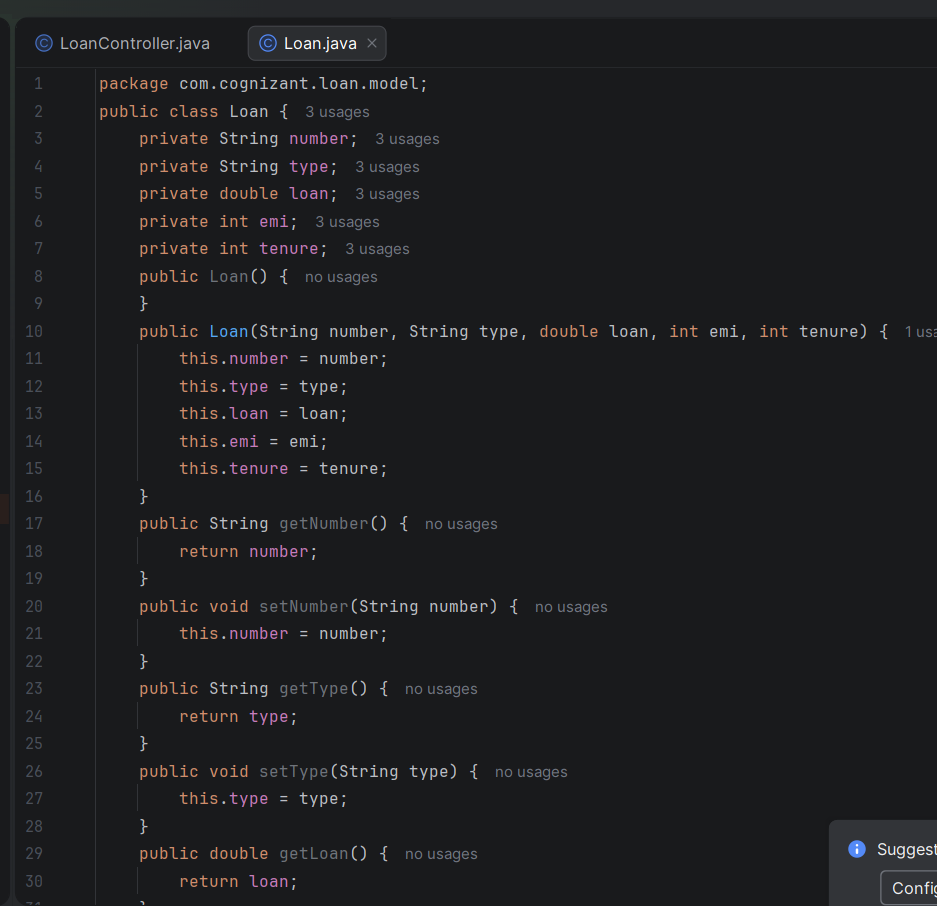 LoanController.java
Loan.java
1 package com.cognizant.loan.model;
2 public class Loan { 3 usages
3 private String number; 3 usages
4 private String type; 3 usages
5 private double loan; 3 usages
6 private int emi; 3 usages
7 private int tenure; 3 usages
8 public Loan() { no usages
9 }
10 public Loan(String number, String type, double loan, int emi, int tenure) { 1
11 this.number = number;
12 this.type = type;
13 this.loan = loan;
14 this.emi = emi;
15 this.tenure = tenure;
16 }
17 public String getNumber() { no usages
18 return number;
19 }
20 public void setNumber(String number) { no usages
21 this.number = number;
22 }
23 public String getType() { no usages
24 return type;
25 }
26 public void setType(String type) { no usages
27 this.type = type;
28 }
29 public double getLoan() { no usages
30 return loan;